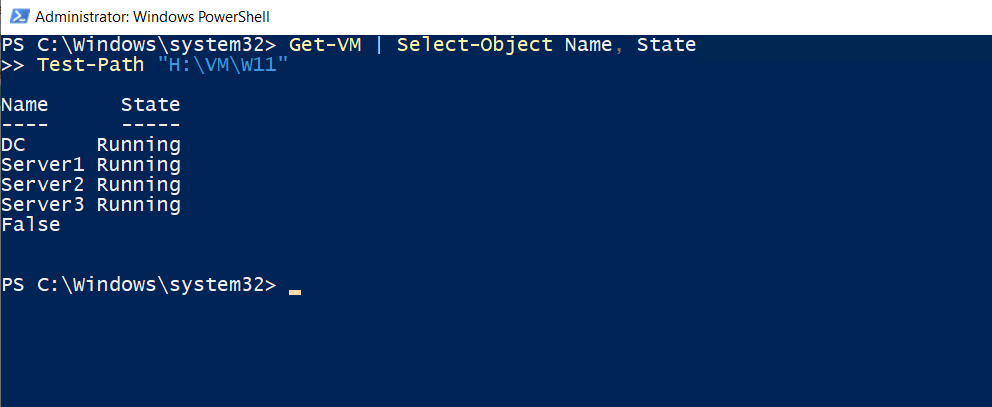 Administrator: Windows PowerShell
PS C:\Windows\system32> Get-VM | Select-Object Name, State
>> Test-Path "H:\VM\W11"
Name      State
----      -----
DC      Running
Server1 Running
Server2 Running
Server3 Running
False
PS C:\Windows\system32>